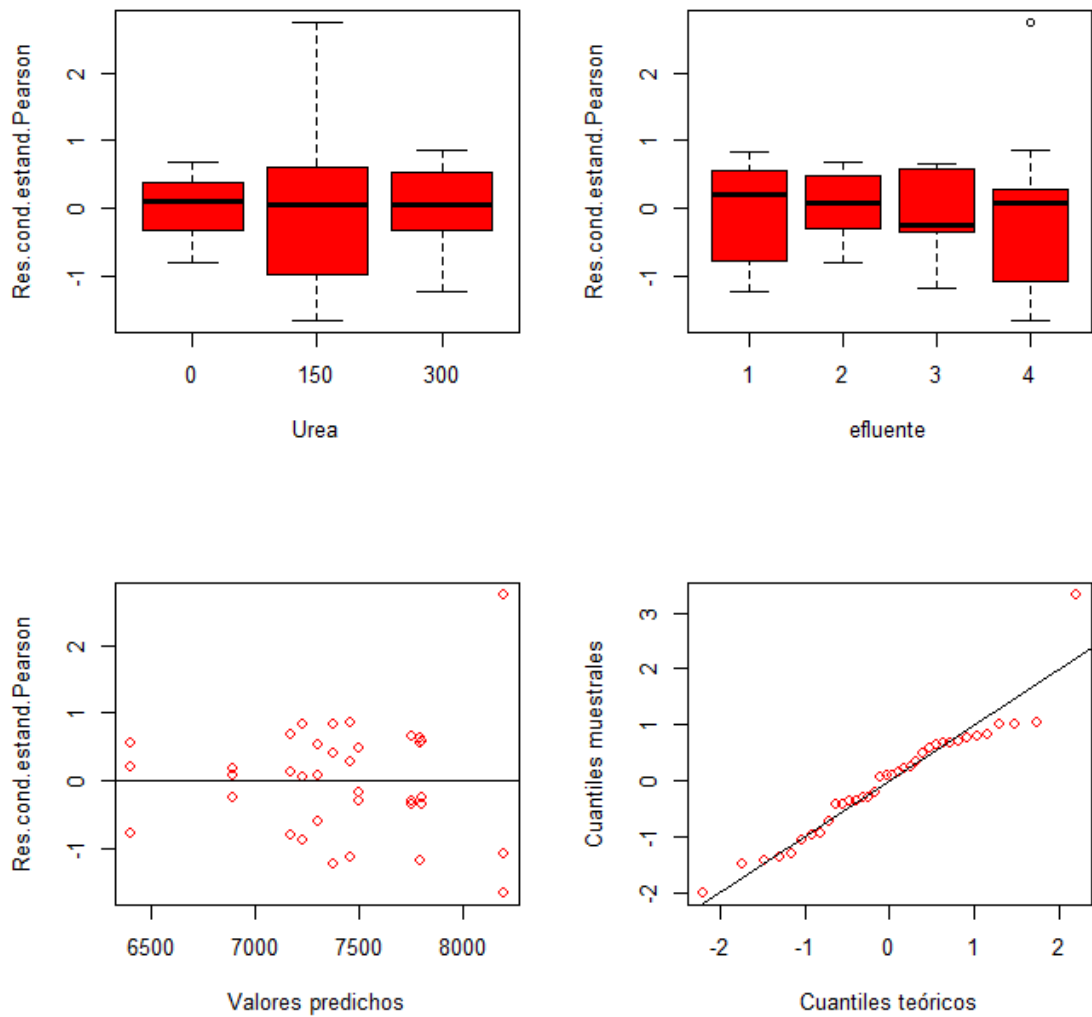 Res.cond.estand.Pearson
2
1
0
-1
0 150 300
Urea
Res.cond.estand.Pearson
2
1
0
-1
1 2 3 4
efluente
Res.cond.estand.Pearson
2
1
0
-1
6500 7000 7500 8000
Valores predichos
Cuantiles muestrales
3
2
1
0
-1
-2
-2 -1 0 1 2
Cuantiles teóricos